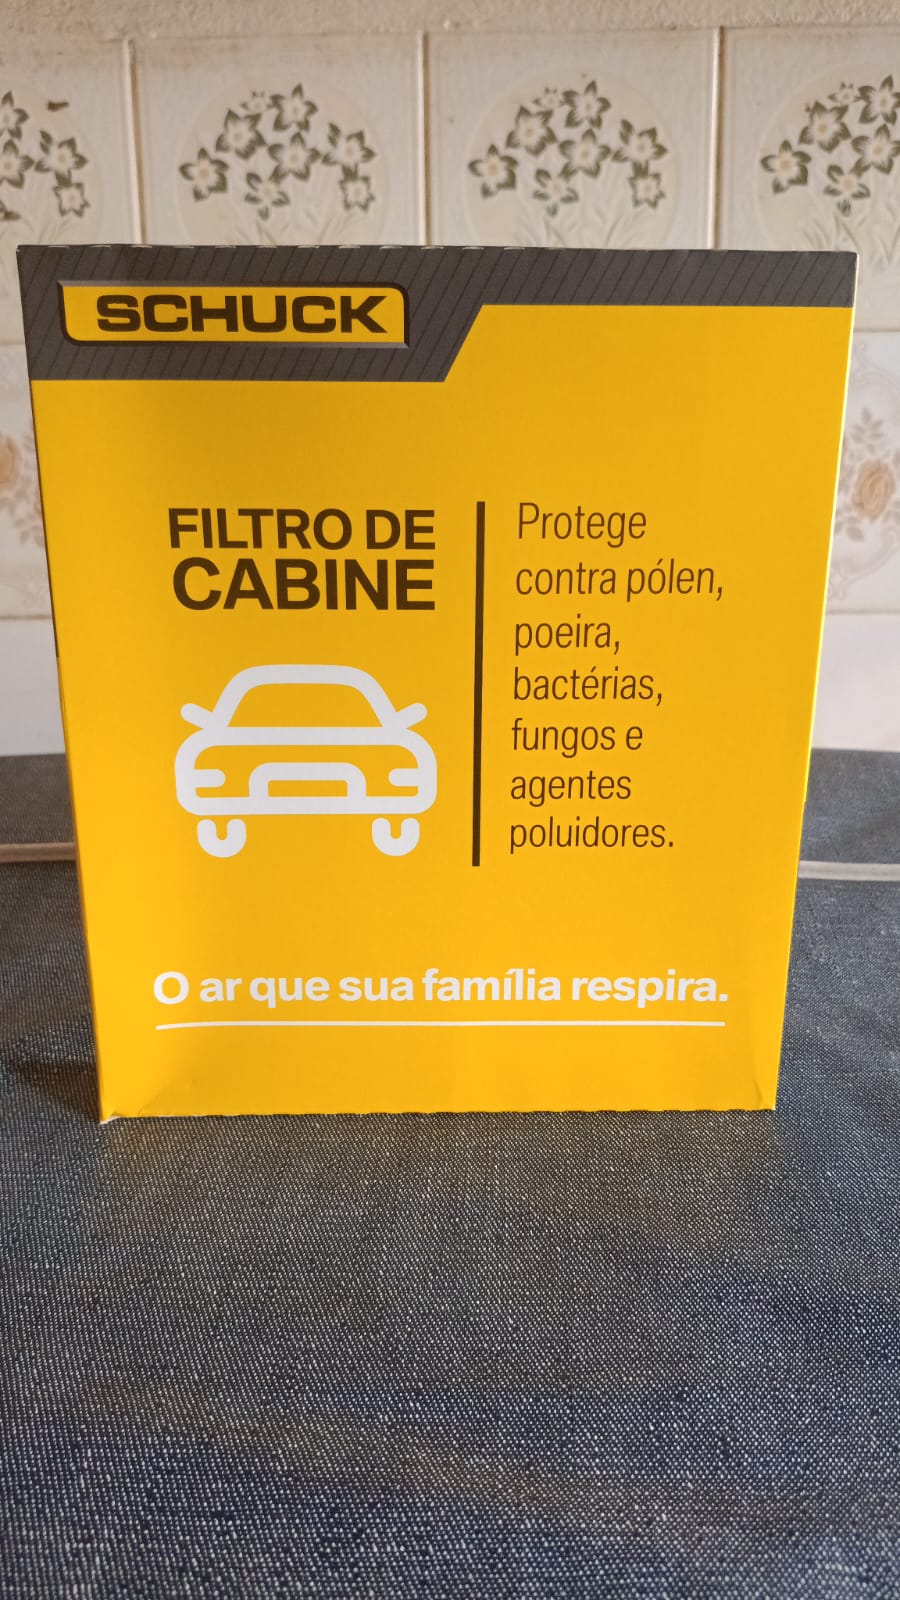 SCHUCK
FILTRO DE
CABINE
Protege
contra pólen,
poeira,
bactérias,
fungos e
agentes
poluidores.
O ar que sua família respira.